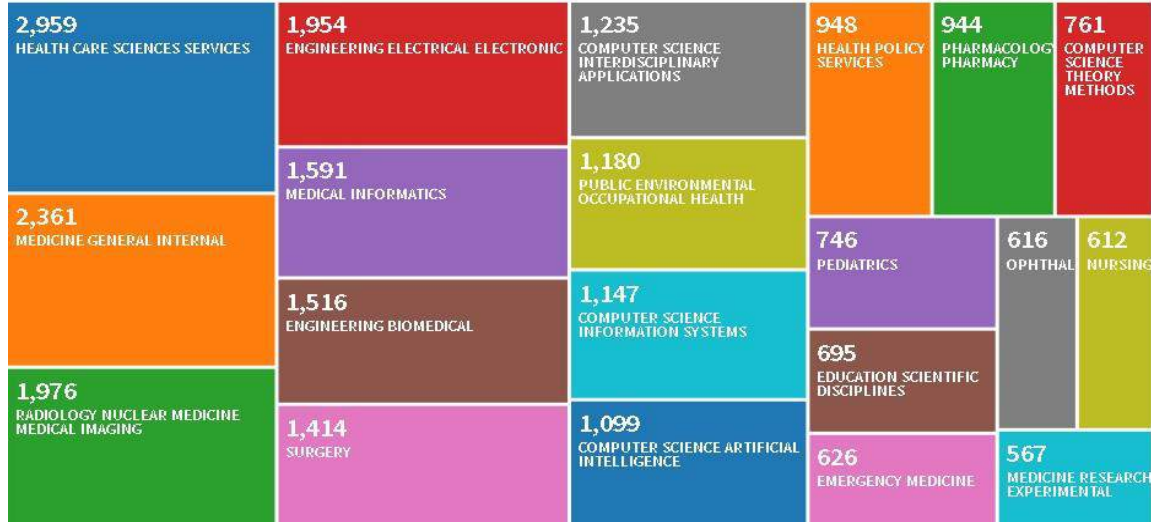 2,959
HEALTH CARE SCIENCES SERVICES
2,361
MEDICINE GENERAL INTERNAL
1,976
RADIOLOGY NUCLEAR MEDICINE
MEDICAL IMAGING
1,954
ENGINEERING ELECTRICAL ELECTRONIC
1,591
MEDICAL INFORMATICS
1,516
ENGINEERING BIOMEDICAL
1,414
SURGERY
1,235
COMPUTER SCIENCE
INTERDISCIPLINARY
APPLICATIONS
1,180
PUBLIC ENVIRONMENTAL
OCCUPATIONAL HEALTH
1,147
COMPUTER SCIENCE
INFORMATION SYSTEMS
1,099
COMPUTER SCIENCE ARTIFICIAL
INTELLIGENCE
948
HEALTH POLICY
SERVICES
944
PHARMACOLOG
PHARMACY
761
COMPUTER
SCIENCE
THEORY
METHODS
746
PEDIATRICS
695
EDUCATION SCIENTIFIC
DISCIPLINES
626
EMERGENCY MEDICINE
616
OPHTHAL
612
NURSING
567
MEDICINE RESEARCH
EXPERIMENTAL